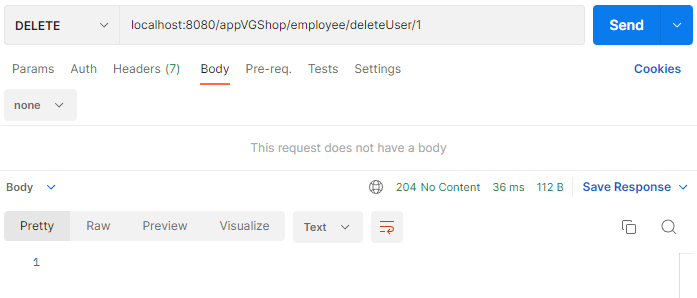 DELETE localhost:8080/appVGShop/employee/deleteUser/1 Send
Params Auth Headers (7) Body Pre-req. Tests Settings Cookies
none
This request does not have a body
Body 204 No Content 36 ms 112 B Save Response
Pretty Raw Preview Visualize Text
1